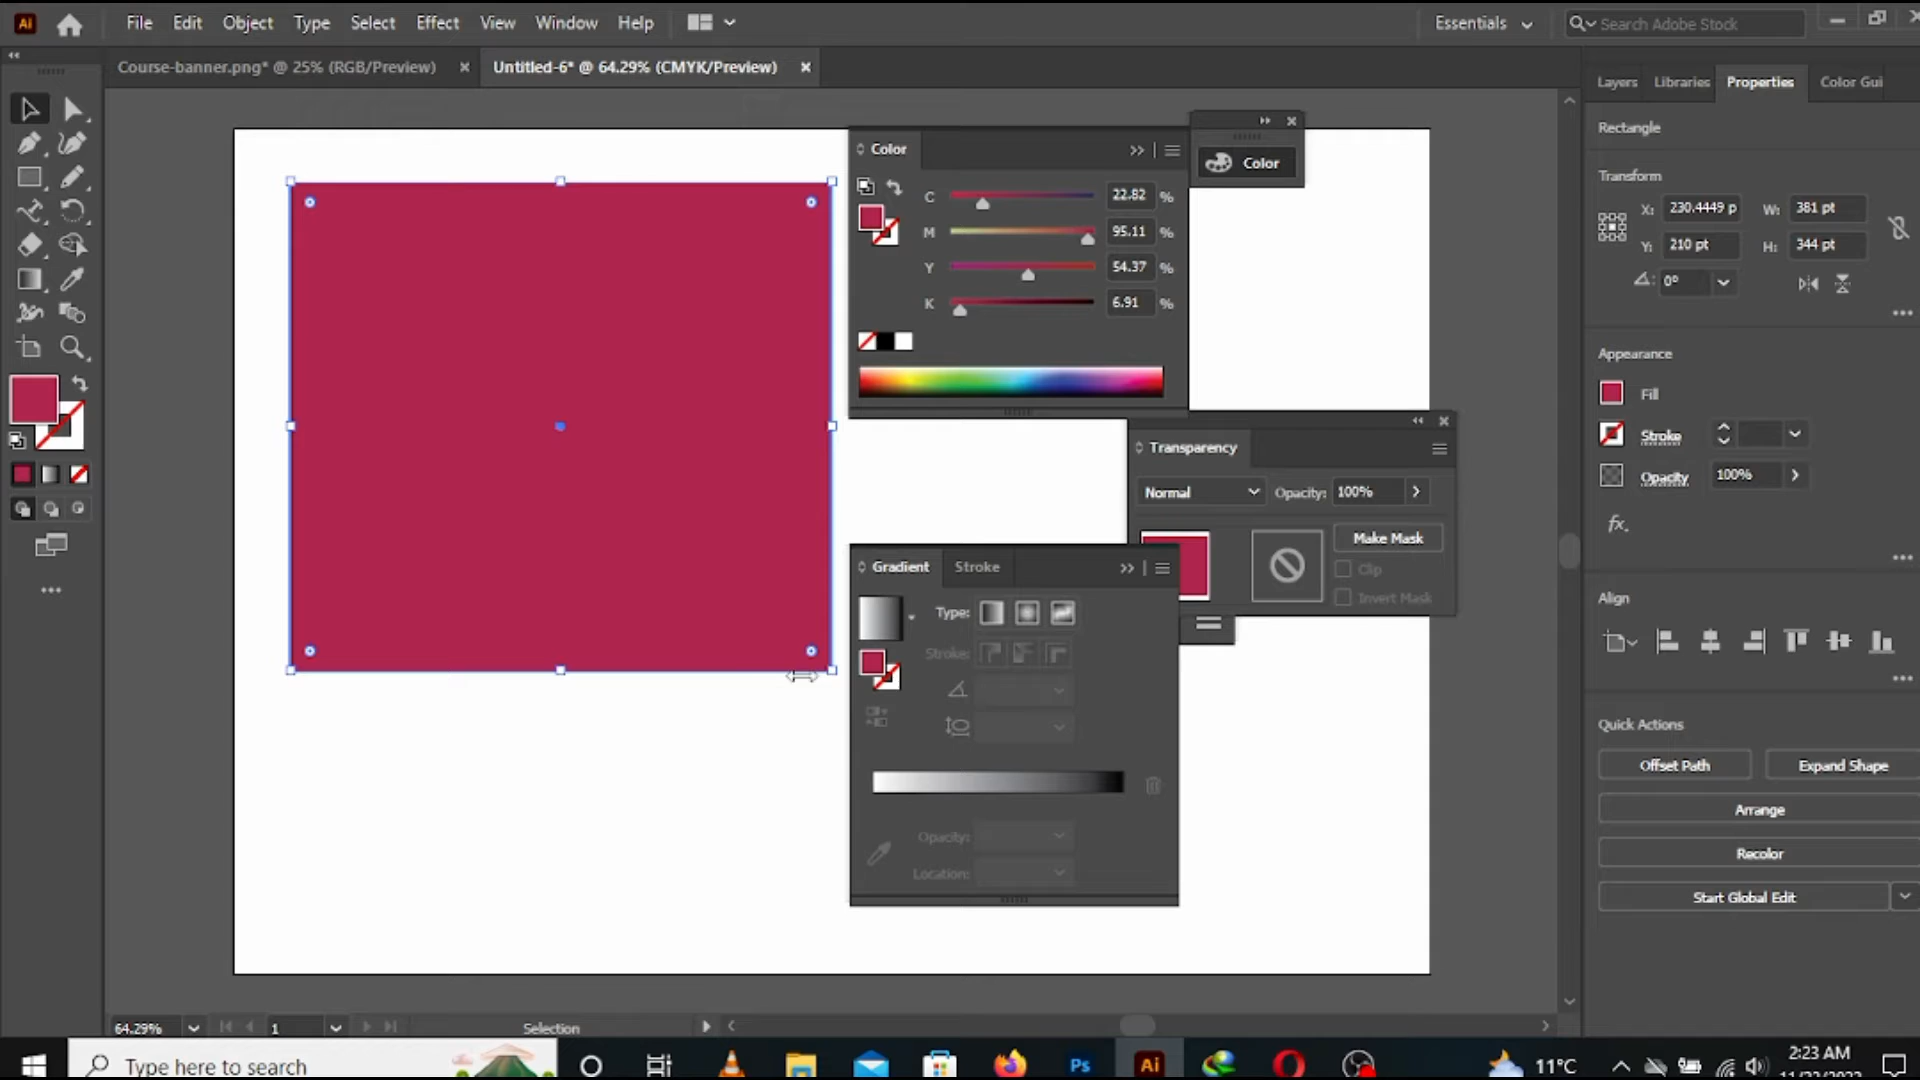 Ai File Edit Object Type Select Effect View Window Help Essentials Search Adobe Stock
Course-banner.png* @ 25% (RGB/Preview) Untitled-6* @ 64.29% (CMYK/Preview)
Layers Libraries Properties Color Gui
Rectangle
Transform
X: 230.4449 p W: 381 pt
Y: 210 pt H: 344 pt
0°
Appearance
Fill
Stroke
Opacity 100%
fx.
Align
Quick Actions
Offset Path Expand Shape
Arrange
Recolor
Start Global Edit
Color
C 22.82 %
M 95.11 %
Y 54.37 %
K 6.91 %
Color
Transparency
Normal Opacity: 100%
Make Mask
Clip
Invert Mask
Gradient Stroke
Type:
Stroke:
Opacity:
Location:
64.29% 1 Selection
Type here to search Ps Ai 11°C 2:23 AM